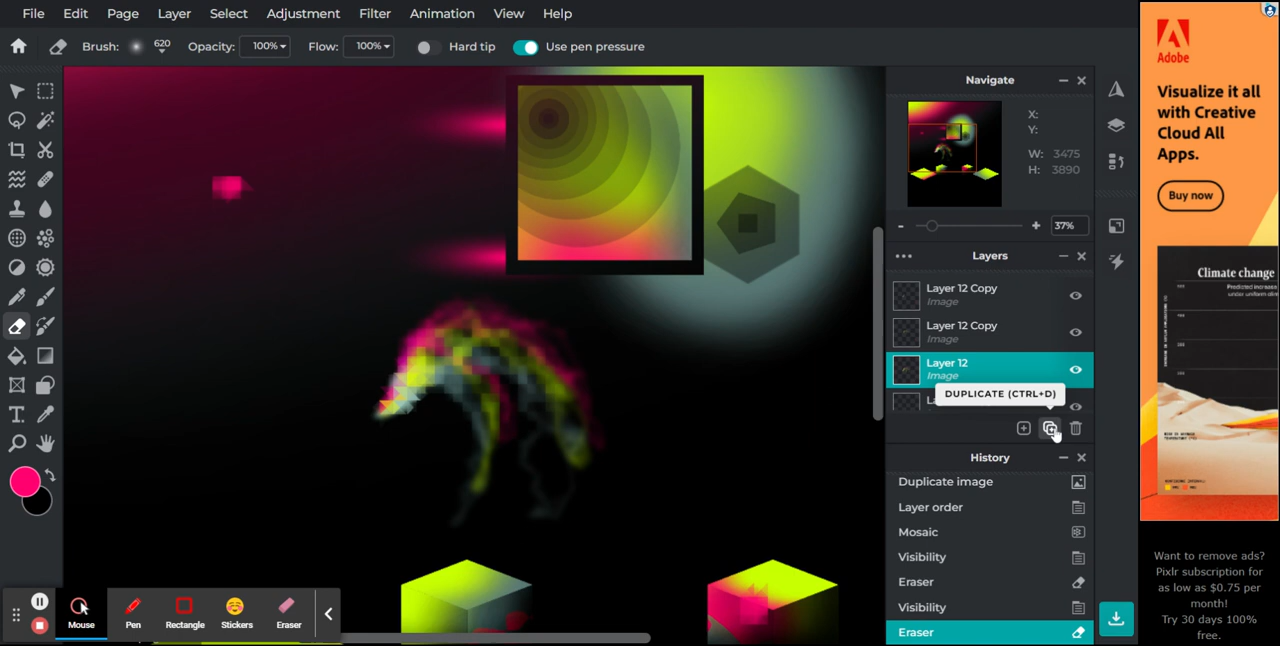 File Edit Page Layer Select Adjustment Filter Animation View Help
Brush: 620 Opacity: 100% Flow: 100% Hard tip Use pen pressure
Navigate
X:
Y:
W: 3475
H: 3890
- + 37%
Layers
Layer 12 Copy
Image
Layer 12 Copy
Image
Layer 12
Image
DUPLICATE (CTRL+D)
History
Duplicate image
Layer order
Mosaic
Visibility
Eraser
Visibility
Eraser
Mouse Pen Rectangle Stickers Eraser
Adobe
Visualize it all
with Creative
Cloud All
Apps.
Buy now
Climate change
Want to remove ads?
Pixlr subscription for
as low as $0.75 per
month!
Try 30 days 100%
free.